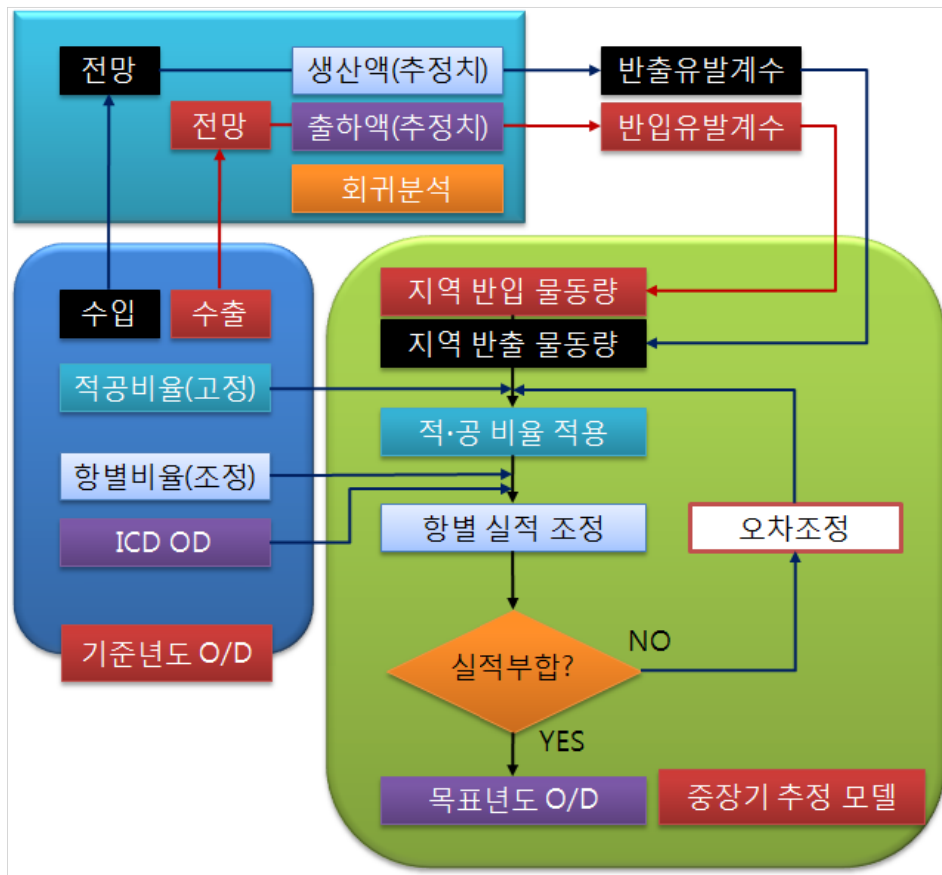 전망
생산액(추정치)
반출유발계수
전망
출하액(추정치)
반입유발계수
회귀분석
수입
수출
적공비율(고정)
항별비율(조정)
ICD OD
기준년도 O/D
지역 반입 물동량
지역 반출 물동량
적·공 비율 적용
항별 실적 조정
오차조정
실적부합?
NO
YES
목표년도 O/D
중장기 추정 모델